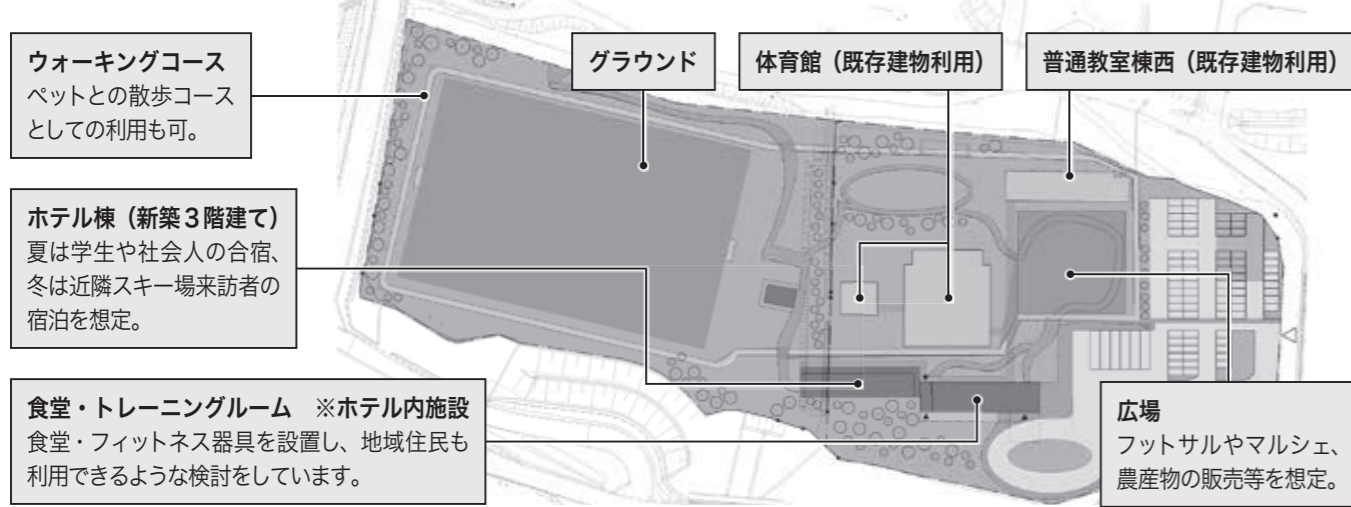 ウォーキングコース
ペットとの散歩コース
としての利用も可。
グラウンド
体育館（既存建物利用）
普通教室棟西（既存建物利用）
ホテル棟（新築３階建て）
夏は学生や社会人の合宿、
冬は近隣スキー場来訪者の
宿泊を想定。
食堂・トレーニングルーム　※ホテル内施設
食堂・フィットネス器具を設置し、地域住民も
利用できるような検討をしています。
広場
フットサルやマルシェ、
農産物の販売等を想定。